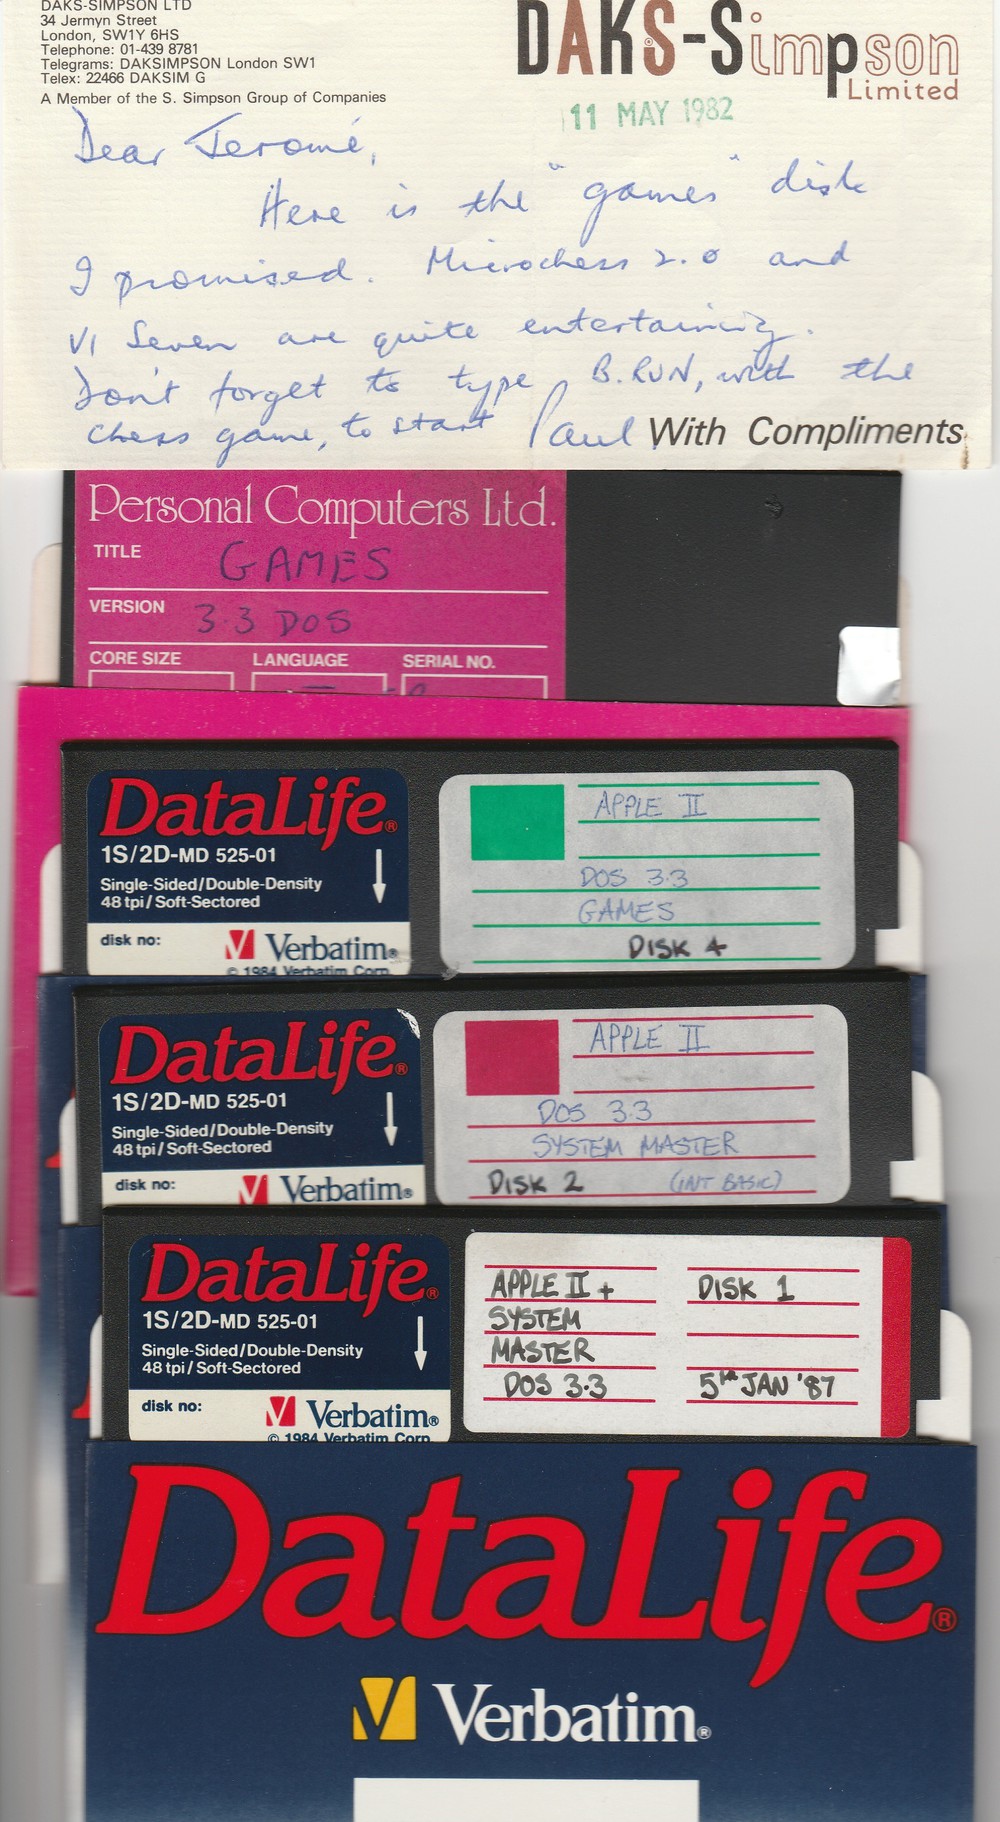 DAKS-SIMPSON LTD
34 Jermyn Street
London, SW1Y 6HS
Telephone: 01-439 8781
Telegrams: DAKSIMPSON London SW1
Telex: 22466 DAKSIM G
A Member of the S. Simpson Group of Companies
DAKS-Simpson
Limited
11 MAY 1982
Dear Jeromé,
Here is the "games" disk
I promised. Microchess 2.0 and
VI Seven are quite entertaining.
Don't forget to type B.RUN, with the
chess game, to start Paul
With Compliments
Personal Computers Ltd.
TITLE GAMES
VERSION 3.3 DOS
CORE SIZE LANGUAGE SERIAL NO.
DataLife®
1S/2D-MD 525-01
Single-Sided/Double-Density
48 tpi/Soft-Sectored
disk no: Verbatim®
© 1984 Verbatim Corp.
APPLE II
DOS 3.3
GAMES
DISK 4
DataLife®
1S/2D-MD 525-01
Single-Sided/Double-Density
48 tpi/Soft-Sectored
disk no: Verbatim®
APPLE II
DOS 3.3
SYSTEM MASTER
DISK 2 (INT BASIC)
DataLife®
1S/2D-MD 525-01
Single-Sided/Double-Density
48 tpi/Soft-Sectored
disk no: Verbatim®
© 1984 Verbatim Corp.
APPLE II + DISK 1
SYSTEM
MASTER
DOS 3.3 5TH JAN '87
DataLife®
Verbatim®